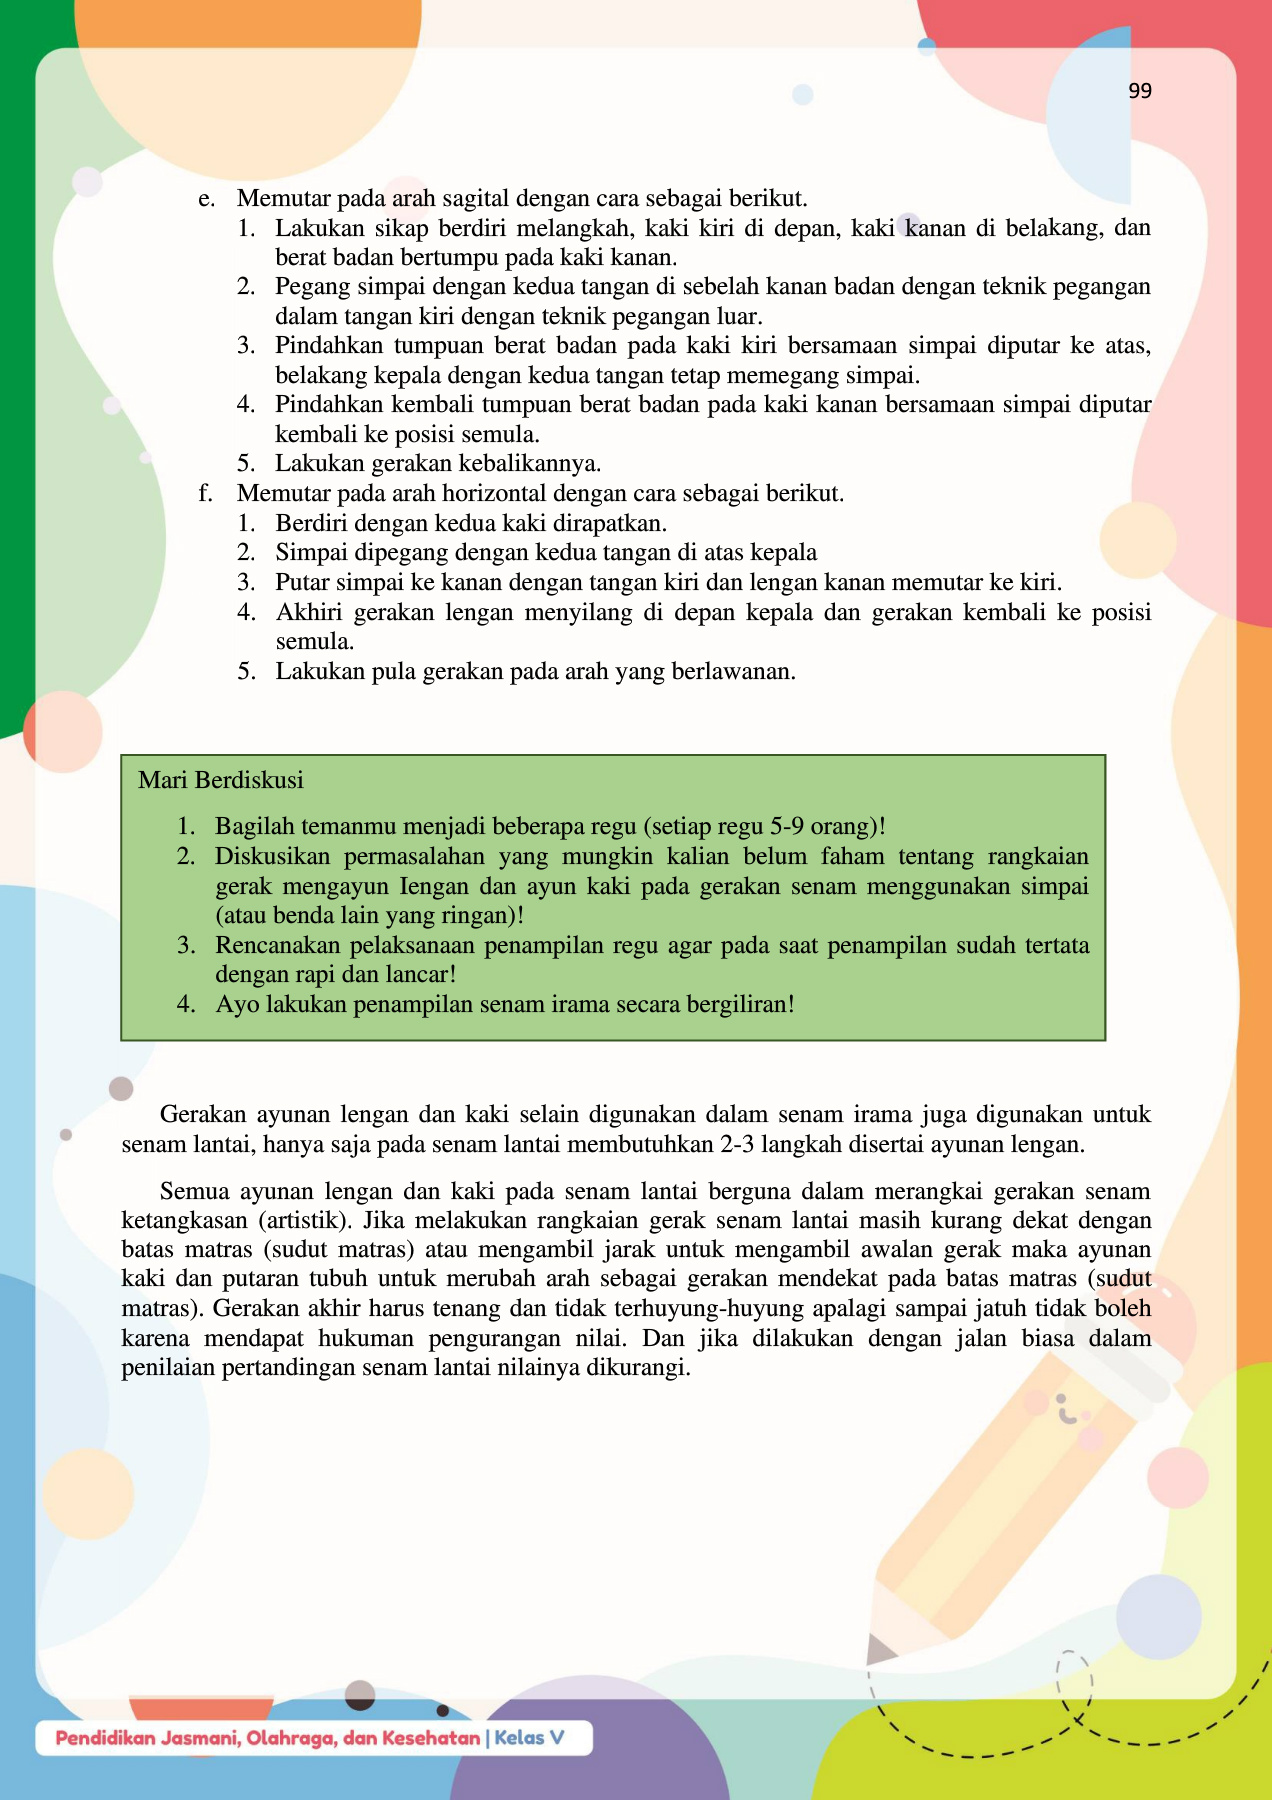 99
e. Memutar pada arah sagital dengan cara sebagai berikut.
1. Lakukan sikap berdiri melangkah, kaki kiri di depan, kaki kanan di belakang, dan
berat badan bertumpu pada kaki kanan.
2. Pegang simpai dengan kedua tangan di sebelah kanan badan dengan teknik pegangan
dalam tangan kiri dengan teknik pegangan luar.
3. Pindahkan tumpuan berat badan pada kaki kiri bersamaan simpai diputar ke atas,
belakang kepala dengan kedua tangan tetap memegang simpai.
4. Pindahkan kembali tumpuan berat badan pada kaki kanan bersamaan simpai diputar
kembali ke posisi semula.
5. Lakukan gerakan kebalikannya.
f. Memutar pada arah horizontal dengan cara sebagai berikut.
1. Berdiri dengan kedua kaki dirapatkan.
2. Simpai dipegang dengan kedua tangan di atas kepala
3. Putar simpai ke kanan dengan tangan kiri dan lengan kanan memutar ke kiri.
4. Akhiri gerakan lengan menyilang di depan kepala dan gerakan kembali ke posisi
semula.
5. Lakukan pula gerakan pada arah yang berlawanan.
Mari Berdiskusi
1. Bagilah temanmu menjadi beberapa regu (setiap regu 5-9 orang)!
2. Diskusikan permasalahan yang mungkin kalian belum faham tentang rangkaian
gerak mengayun Iengan dan ayun kaki pada gerakan senam menggunakan simpai
(atau benda lain yang ringan)!
3. Rencanakan pelaksanaan penampilan regu agar pada saat penampilan sudah tertata
dengan rapi dan lancar!
4. Ayo lakukan penampilan senam irama secara bergiliran!
Gerakan ayunan lengan dan kaki selain digunakan dalam senam irama juga digunakan untuk
senam lantai, hanya saja pada senam lantai membutuhkan 2-3 langkah disertai ayunan lengan.
Semua ayunan lengan dan kaki pada senam lantai berguna dalam merangkai gerakan senam
ketangkasan (artistik). Jika melakukan rangkaian gerak senam lantai masih kurang dekat dengan
batas matras (sudut matras) atau mengambil jarak untuk mengambil awalan gerak maka ayunan
kaki dan putaran tubuh untuk merubah arah sebagai gerakan mendekat pada batas matras (sudut
matras). Gerakan akhir harus tenang dan tidak terhuyung-huyung apalagi sampai jatuh tidak boleh
karena mendapat hukuman pengurangan nilai. Dan jika dilakukan dengan jalan biasa dalam
penilaian pertandingan senam lantai nilainya dikurangi.
Pendidikan Jasmani, Olahraga, dan Kesehatan | Kelas V